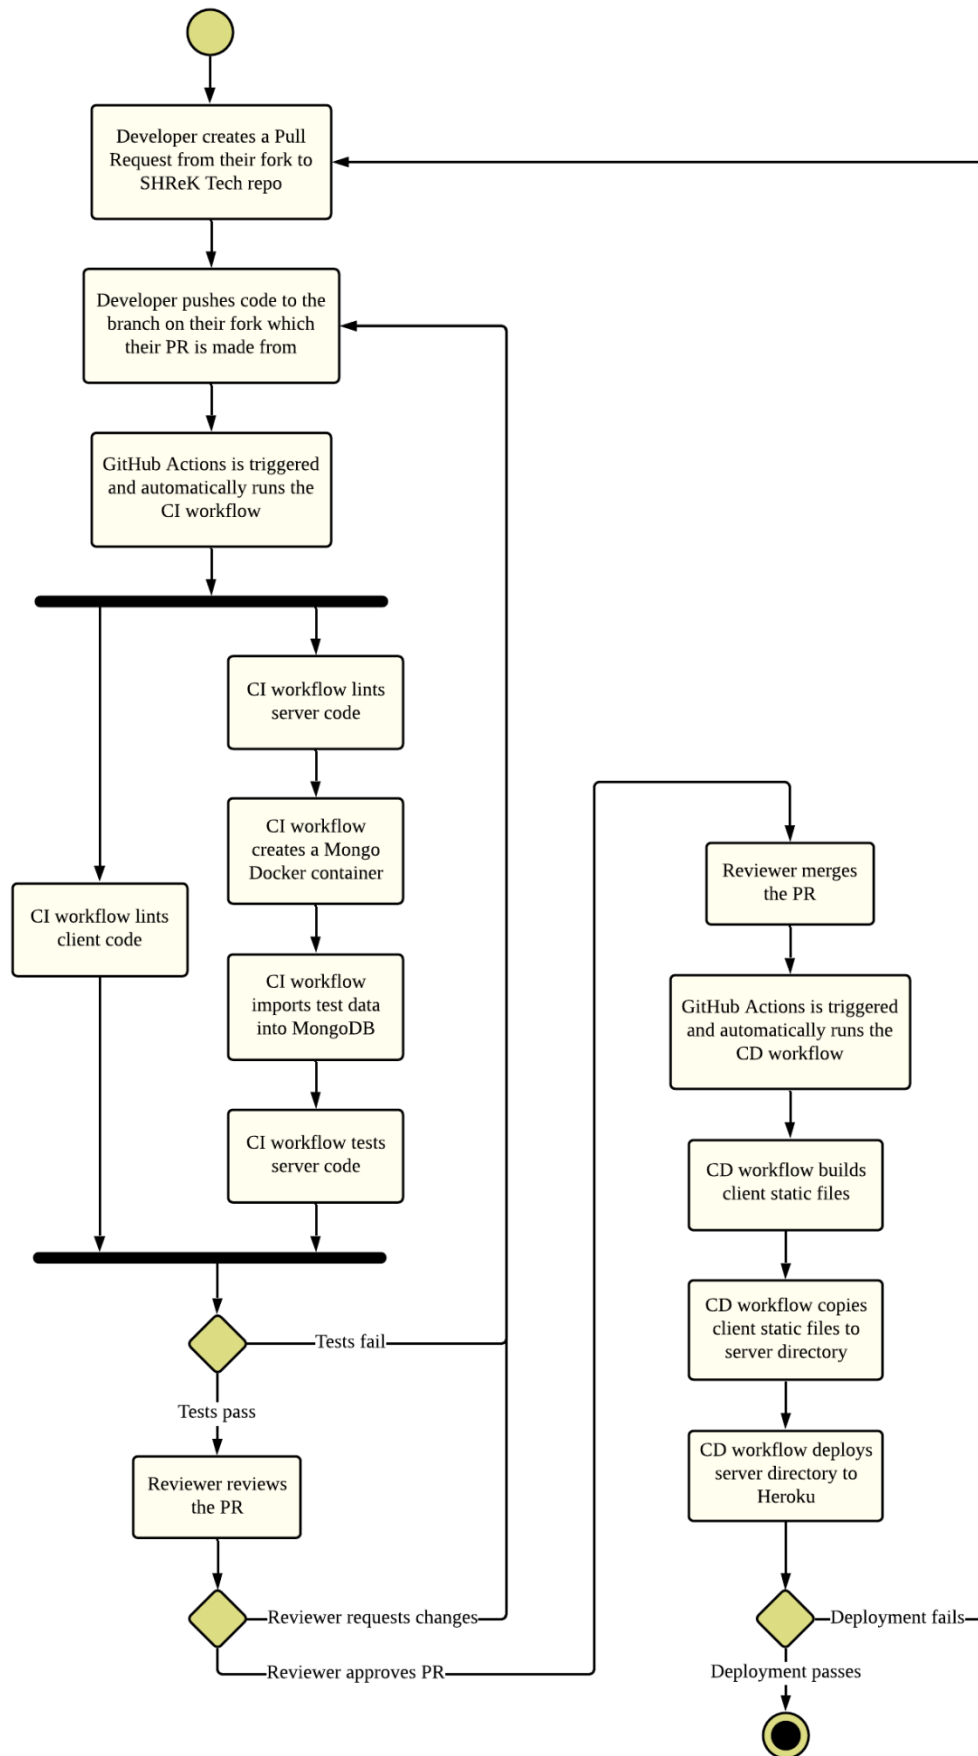 Developer creates a Pull
Request from their fork to
SHReK Tech repo
Developer pushes code to the
branch on their fork which
their PR is made from
GitHub Actions is triggered
and automatically runs the
CI workflow
CI workflow lints
client code
CI workflow lints
server code
CI workflow
creates a Mongo
Docker container
CI workflow
imports test data
into MongoDB
CI workflow tests
server code
Tests fail
Tests pass
Reviewer reviews
the PR
Reviewer requests changes
Reviewer approves PR
Reviewer merges
the PR
GitHub Actions is triggered
and automatically runs the
CD workflow
CD workflow builds
client static files
CD workflow copies
client static files to
server directory
CD workflow deploys
server directory to
Heroku
Deployment fails
Deployment passes